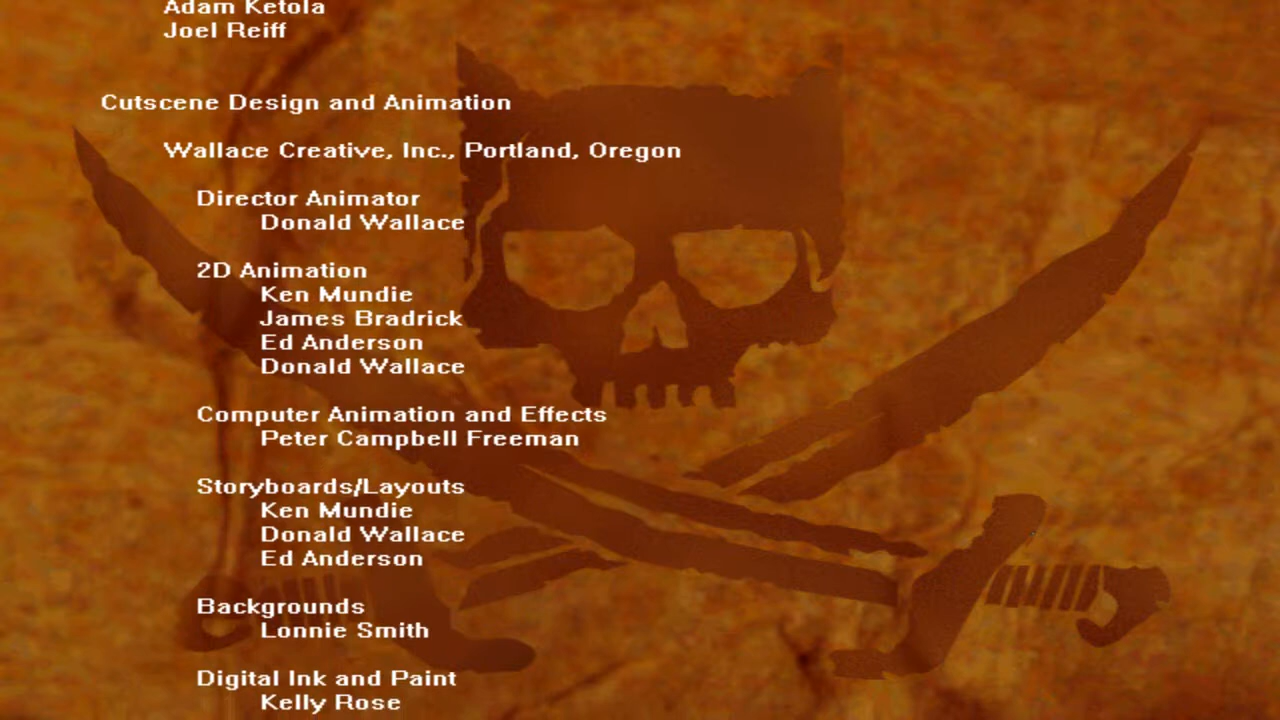 Adam Ketola
Joel Reiff
Cutscene Design and Animation
Wallace Creative, Inc., Portland, Oregon
Director Animator
Donald Wallace
2D Animation
Ken Mundie
James Bradrick
Ed Anderson
Donald Wallace
Computer Animation and Effects
Peter Campbell Freeman
Storyboards/Layouts
Ken Mundie
Donald Wallace
Ed Anderson
Backgrounds
Lonnie Smith
Digital Ink and Paint
Kelly Rose